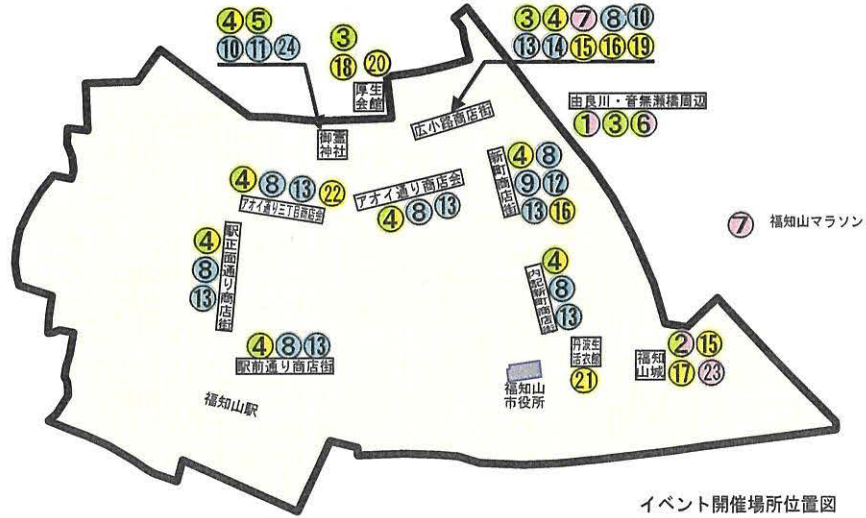 ④⑤
⑩⑪㉔
③
⑱⑳
厚生
会館
③④⑦⑧⑩
⑬⑭⑮⑯⑲
由良川・音無瀬橋周辺
①③⑥
御霊
神社
広小路商店街
④⑧⑬㉒
アオイ通り三丁目商店会
アオイ通り商店会
④⑧⑬
新町商店街
④⑧
⑨⑫
⑬⑯
⑦ 福知山マラソン
④
⑧
⑬
駅正面通り商店街
④
⑧
⑬
内記新町商店街
④⑧⑬
駅前通り商店街
福知山駅
福知山
市役所
丹波生
活衣館
㉑
福知
山城
②⑮
⑰㉓
イベント開催場所位置図